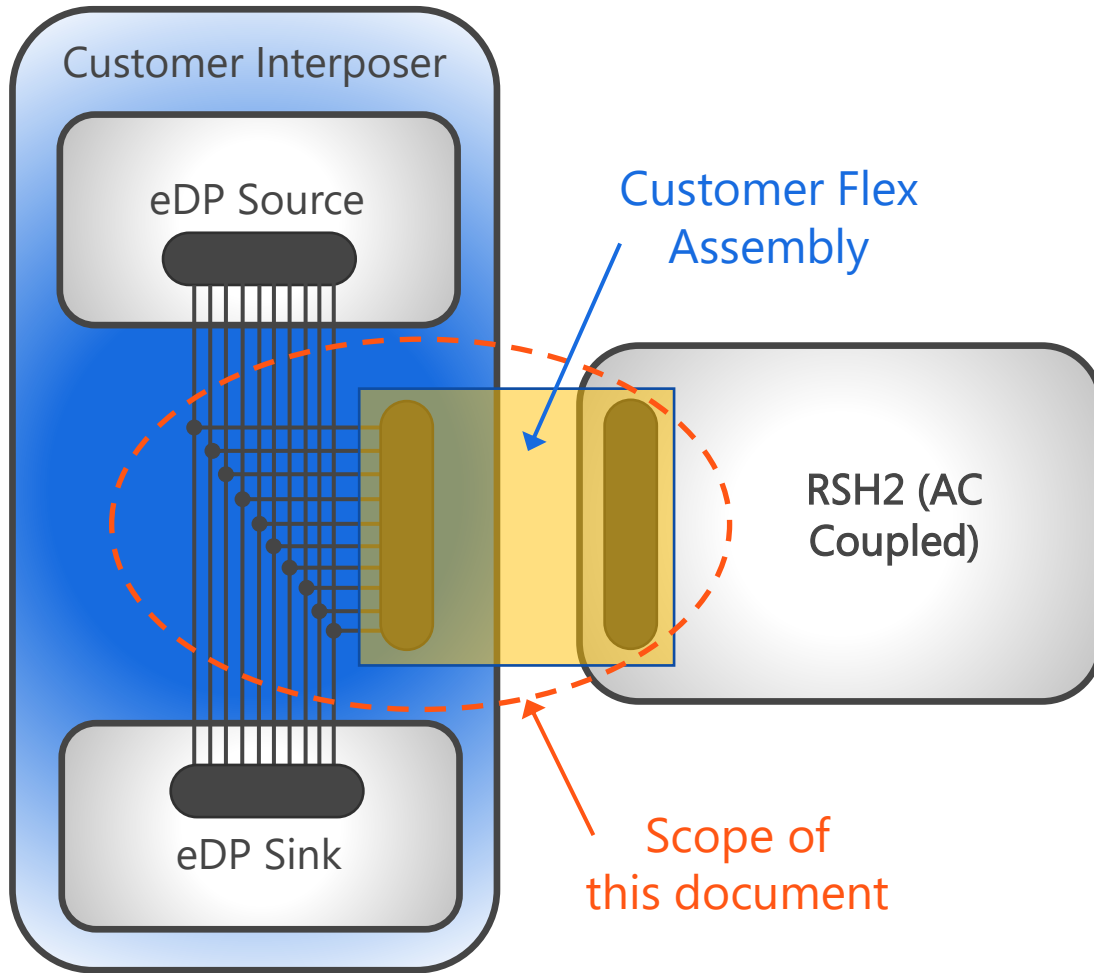 Customer Interposer
eDP Source
Customer Flex
Assembly
RSH2 (AC
Coupled)
eDP Sink
Scope of
this document